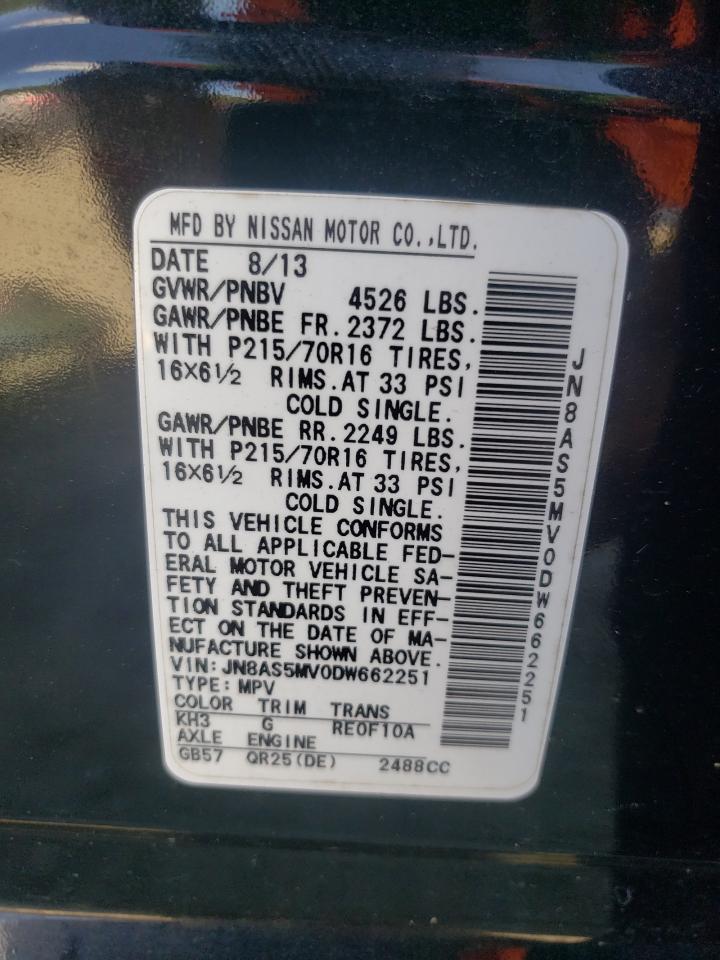 MFD BY NISSAN MOTOR CO.,LTD.
DATE 8/13
GVWR/PNBV 4526 LBS.
GAWR/PNBE FR. 2372 LBS.
WITH P215/70R16 TIRES,
16X6½ RIMS. AT 33 PSI
COLD SINGLE.
GAWR/PNBE RR. 2249 LBS.
WITH P215/70R16 TIRES,
16X6½ RIMS. AT 33 PSI
COLD SINGLE.
THIS VEHICLE CONFORMS
TO ALL APPLICABLE FED-
ERAL MOTOR VEHICLE SA-
FETY AND THEFT PREVEN-
TION STANDARDS IN EFF-
ECT ON THE DATE OF MA-
NUFACTURE SHOWN ABOVE.
VIN: JN8AS5MV0DW662251
TYPE: MPV
COLOR TRIM TRANS
KH3 G RE0F10A
AXLE ENGINE
GB57 QR25(DE) 2488CC
JN8AS5MV0DW662251